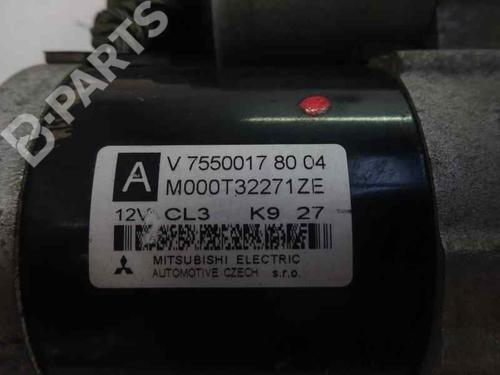 B-PARTS
A
V 7550017 80 04
M000T32271ZE
12V CL3 K9 27
MITSUBISHI ELECTRIC
AUTOMOTIVE CZECH s.r.o.